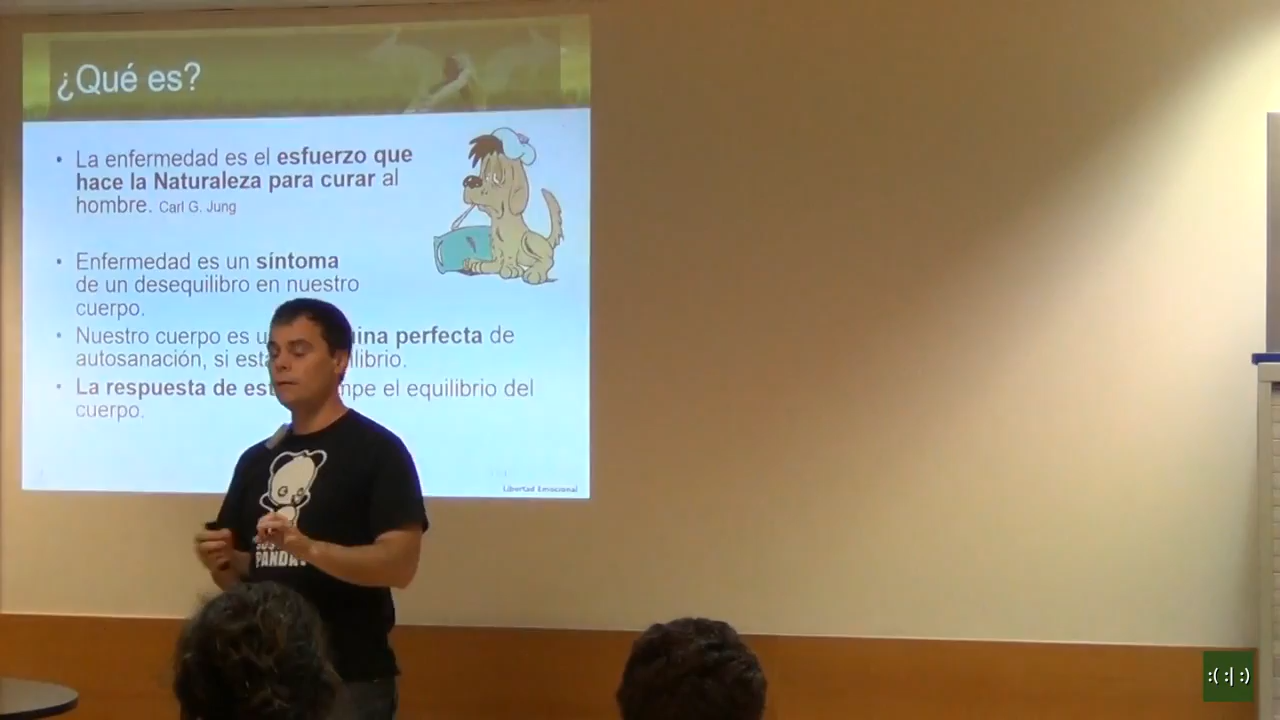 ¿Qué es?
• La enfermedad es el esfuerzo que
hace la Naturaleza para curar al
hombre. Carl G. Jung
• Enfermedad es un síntoma
de un desequilibro en nuestro
cuerpo.
• Nuestro cuerpo es u ina perfecta de
autosanación, si est librio.
• La respuesta de est mpe el equilibrio del
cuerpo.
Libertad Emocional
PANDA
:( :| :)